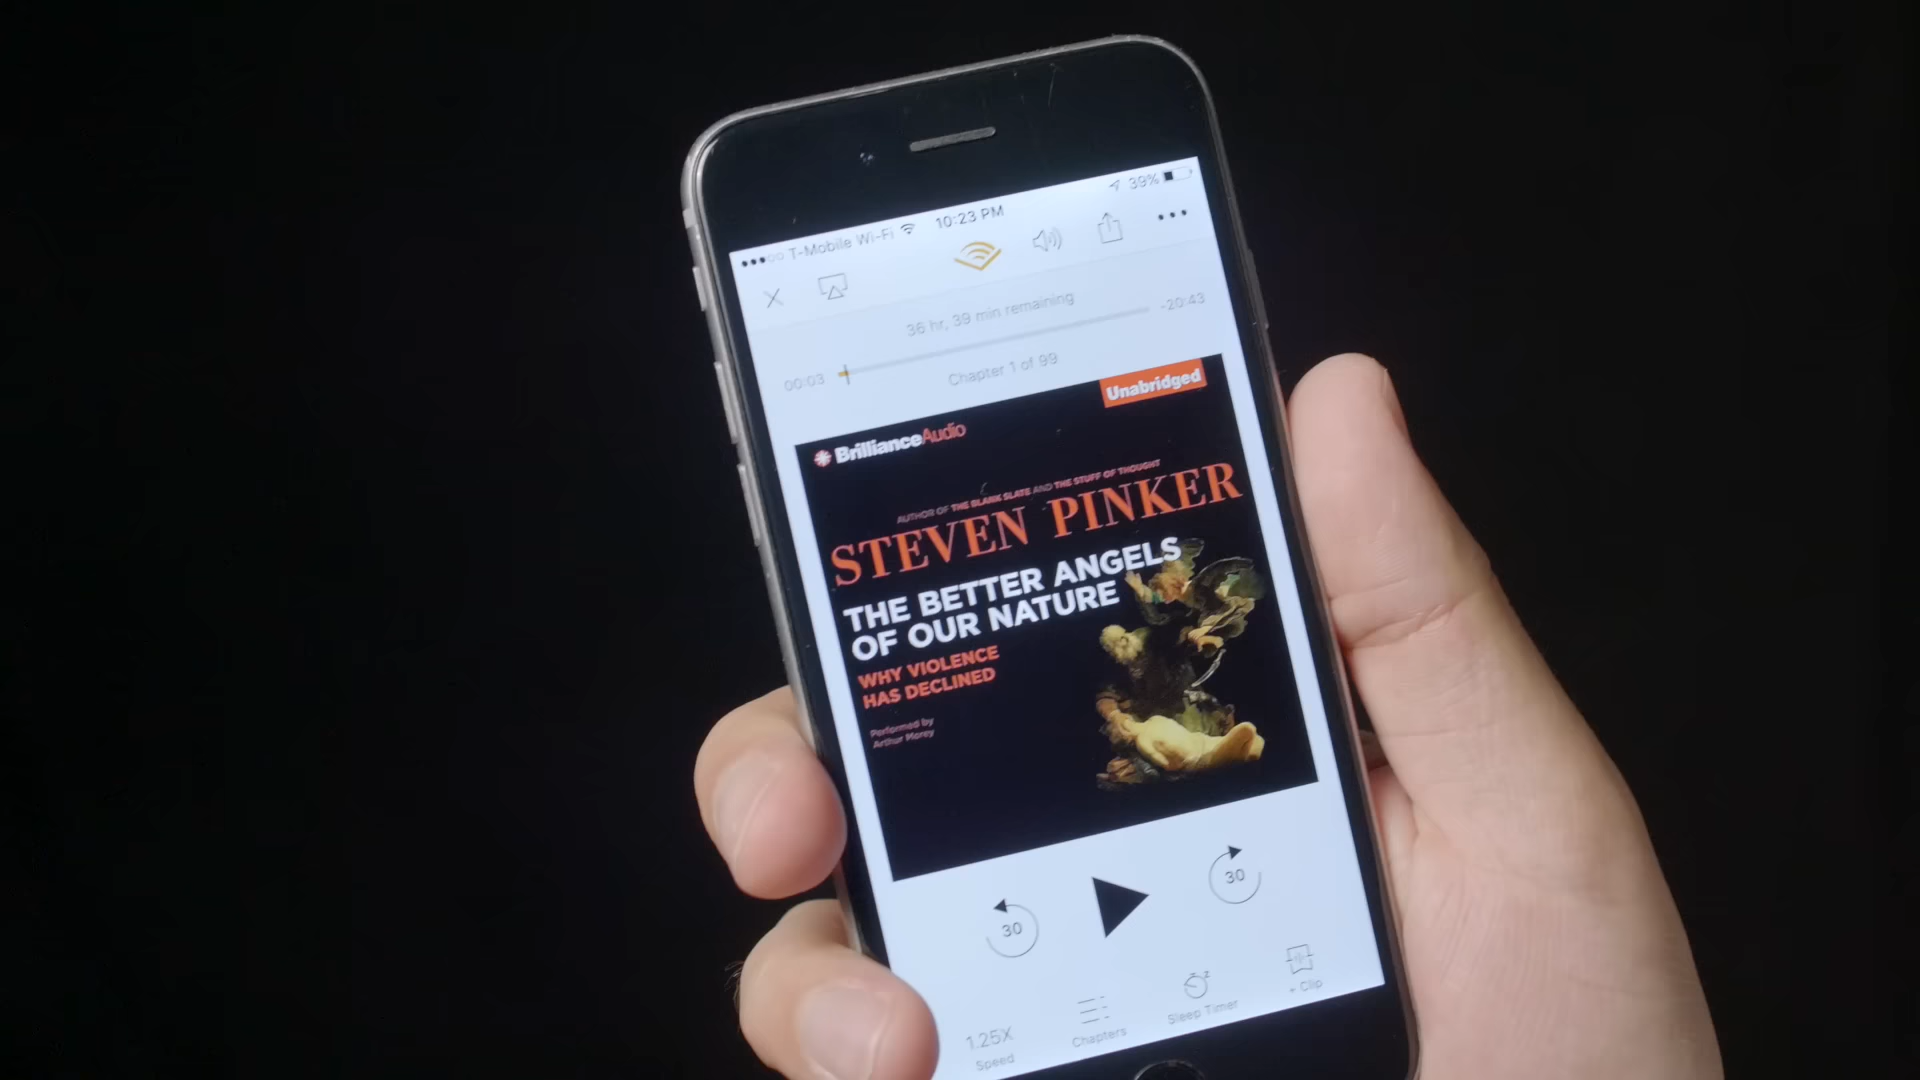 T-Mobile Wi-Fi 10:23 PM 39%
36 hr, 39 min remaining
00:03 -20:43
Chapter 1 of 99
Unabridged
BrillianceAudio
AUTHOR OF THE BLANK SLATE AND THE STUFF OF THOUGHT
STEVEN PINKER
THE BETTER ANGELS
OF OUR NATURE
WHY VIOLENCE
HAS DECLINED
Performed by
Arthur Morey
30 30
1.25X
Speed Chapters Sleep Timer + Clip